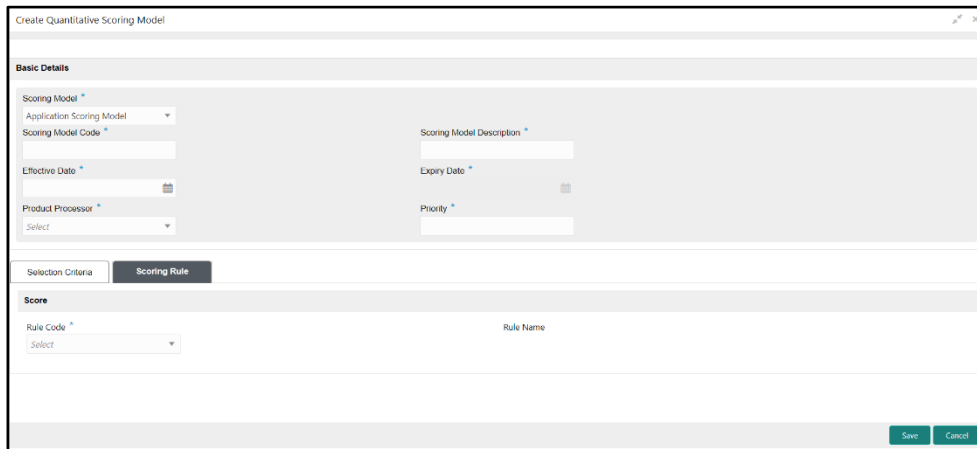 Create Quantitative Scoring Model
Basic Details
Scoring Model *
Application Scoring Model
Scoring Model Code * Scoring Model Description *
Effective Date * Expiry Date *
Product Processor * Priority *
Select
Selection Criteria Scoring Rule
Score
Rule Code * Rule Name
Select
Save Cancel